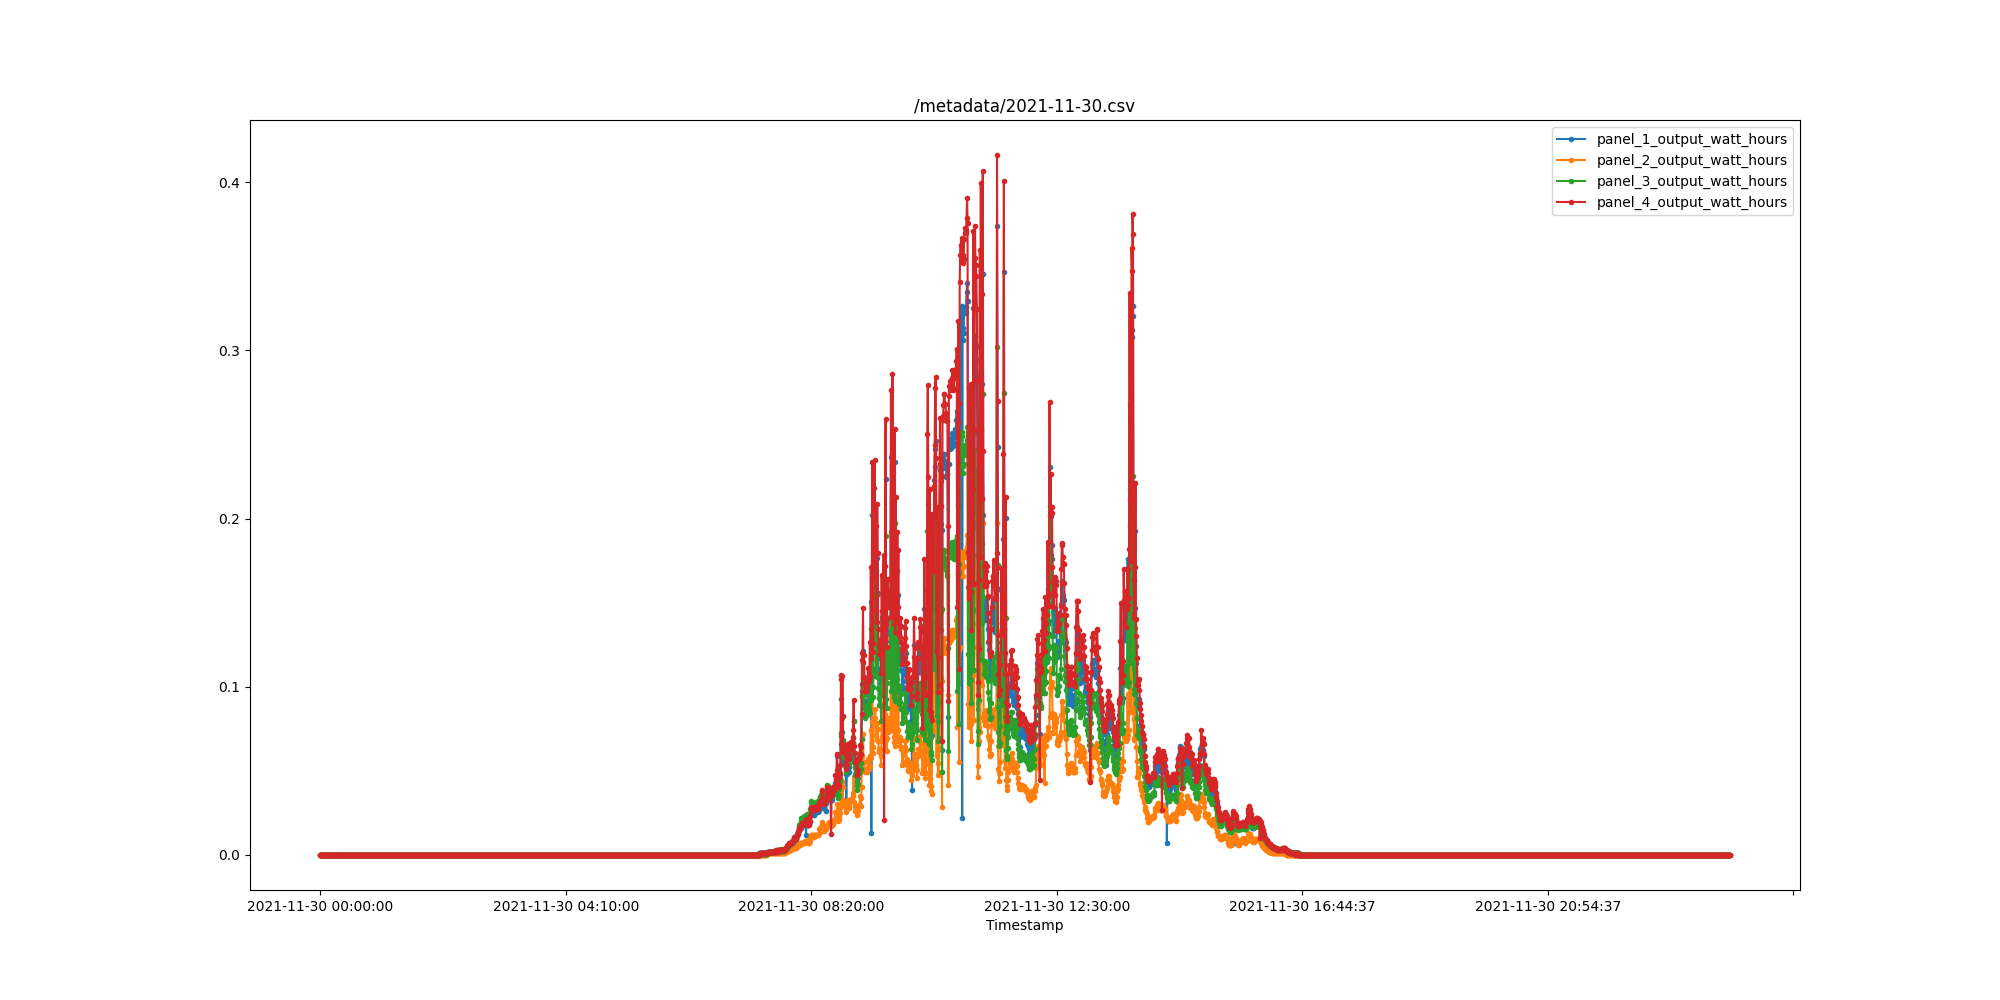 /metadata/2021-11-30.csv
panel_1_output_watt_hours
panel_2_output_watt_hours
panel_3_output_watt_hours
panel_4_output_watt_hours
0.4
0.3
0.2
0.1
0.0
2021-11-30 00:00:00
2021-11-30 04:10:00
2021-11-30 08:20:00
2021-11-30 12:30:00
2021-11-30 16:44:37
2021-11-30 20:54:37
Timestamp